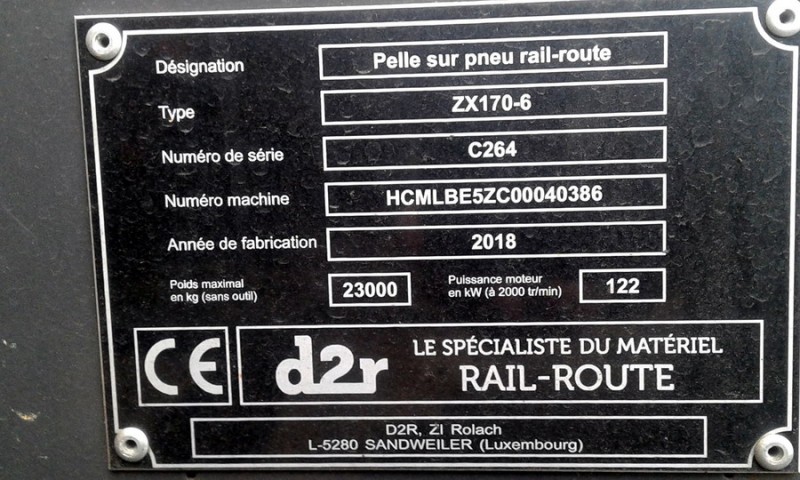 Désignation Pelle sur pneu rail-route
Type ZX170-6
Numéro de série C264
Numéro machine HCMLBE5ZC00040386
Année de fabrication 2018
Poids maximal
en kg (sans outil) 23000
Puissance moteur
en kW (à 2000 tr/min) 122
CE
d2r
LE SPÉCIALISTE DU MATÉRIEL
RAIL-ROUTE
D2R, ZI Rolach
L-5280 SANDWEILER (Luxembourg)